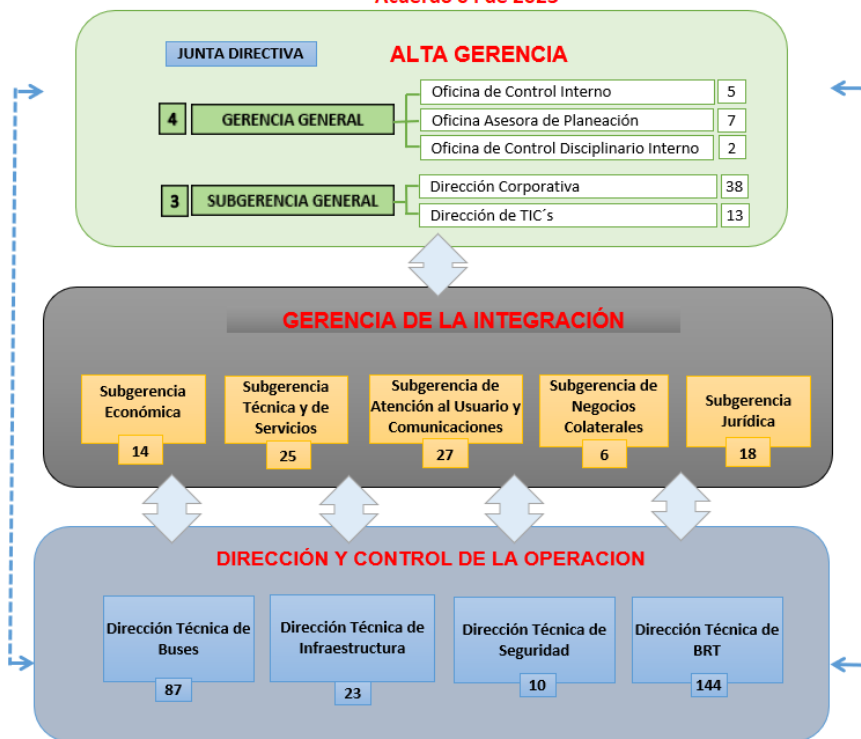 JUNTA DIRECTIVA
ALTA GERENCIA
Oficina de Control Interno 5
4 GERENCIA GENERAL
Oficina Asesora de Planeación 7
Oficina de Control Disciplinario Interno 2
Dirección Corporativa 38
3 SUBGERENCIA GENERAL
Dirección de TIC´s 13
GERENCIA DE LA INTEGRACIÓN
Subgerencia
Económica
14
Subgerencia
Técnica y de
Servicios
25
Subgerencia de
Atención al Usuario y
Comunicaciones
27
Subgerencia de
Negocios
Colaterales
6
Subgerencia
Jurídica
18
DIRECCIÓN Y CONTROL DE LA OPERACION
Dirección Técnica de
Buses
87
Dirección Técnica de
Infraestructura
23
Dirección Técnica de
Seguridad
10
Dirección Técnica de
BRT
144